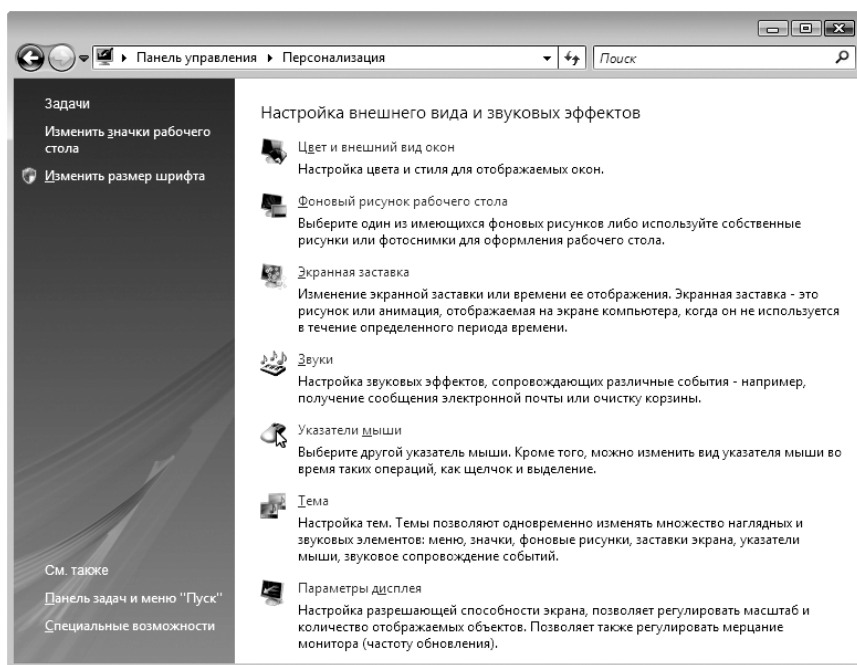 Панель управления ▸ Персонализация
Поиск
Задачи
Изменить значки рабочего
стола
Изменить размер шрифта
См. также
Панель задач и меню "Пуск"
Специальные возможности
Настройка внешнего вида и звуковых эффектов
Цвет и внешний вид окон
Настройка цвета и стиля для отображаемых окон.
Фоновый рисунок рабочего стола
Выберите один из имеющихся фоновых рисунков либо используйте собственные
рисунки или фотоснимки для оформления рабочего стола.
Экранная заставка
Изменение экранной заставки или времени ее отображения. Экранная заставка - это
рисунок или анимация, отображаемая на экране компьютера, когда он не используется
в течение определенного периода времени.
Звуки
Настройка звуковых эффектов, сопровождающих различные события - например,
получение сообщения электронной почты или очистку корзины.
Указатели мыши
Выберите другой указатель мыши. Кроме того, можно изменить вид указателя мыши во
время таких операций, как щелчок и выделение.
Тема
Настройка тем. Темы позволяют одновременно изменять множество наглядных и
звуковых элементов: меню, значки, фоновые рисунки, заставки экрана, указатели
мыши, звуковое сопровождение событий.
Параметры дисплея
Настройка разрешающей способности экрана, позволяет регулировать масштаб и
количество отображаемых объектов. Позволяет также регулировать мерцание
монитора (частоту обновления).